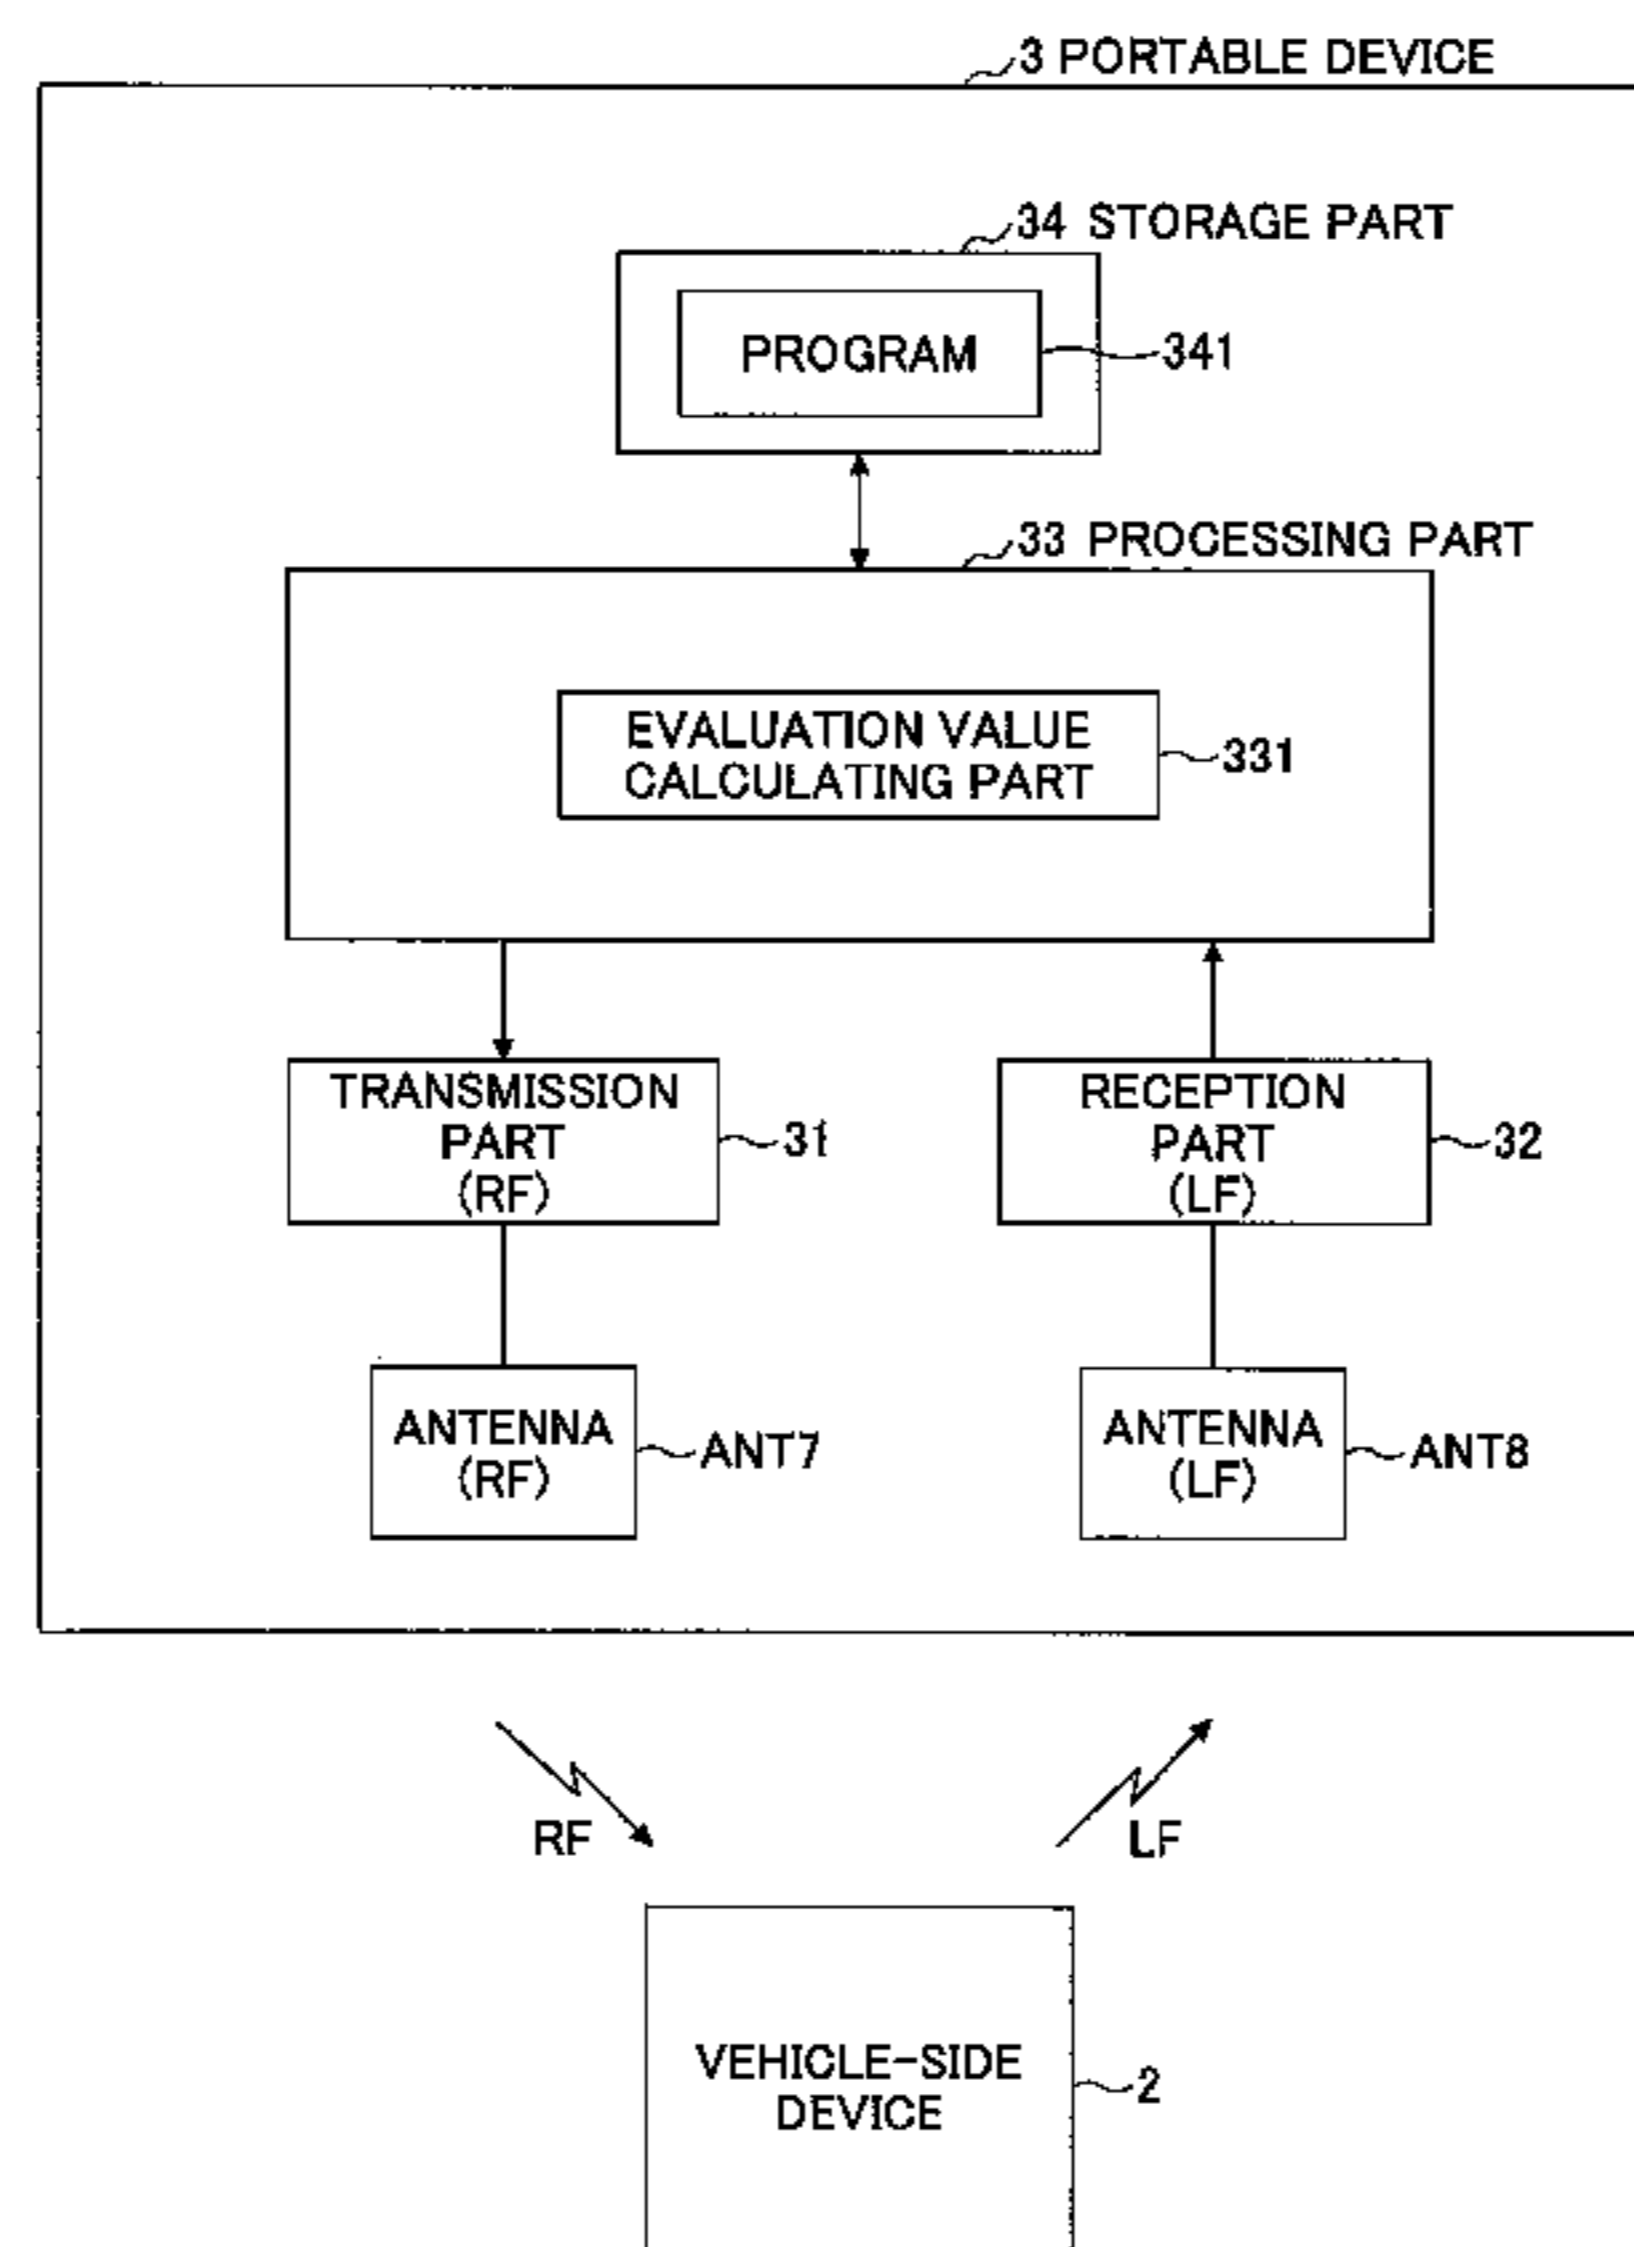 3 PORTABLE DEVICE
34 STORAGE PART
PROGRAM
341
33 PROCESSING PART
EVALUATION VALUE
CALCULATING PART
331
TRANSMISSION
PART
(RF)
31
RECEPTION
PART
(LF)
32
ANTENNA
(RF)
ANT7
ANTENNA
(LF)
ANT8
RF
LF
VEHICLE-SIDE
DEVICE
2